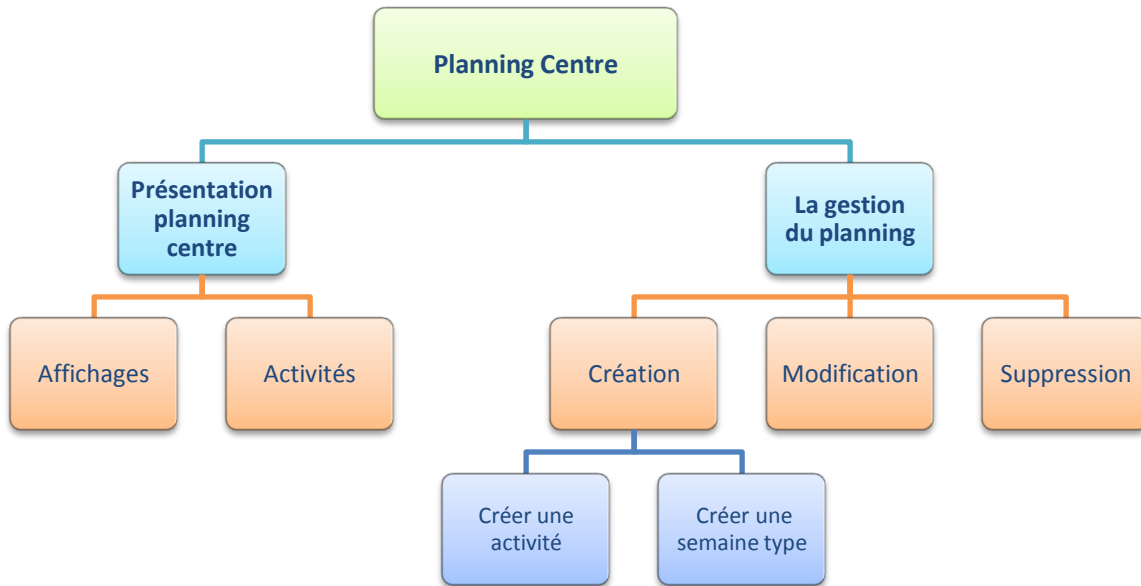 Planning Centre
Présentation
planning
centre
La gestion
du planning
Affichages
Activités
Création
Modification
Suppression
Créer une
activité
Créer une
semaine type